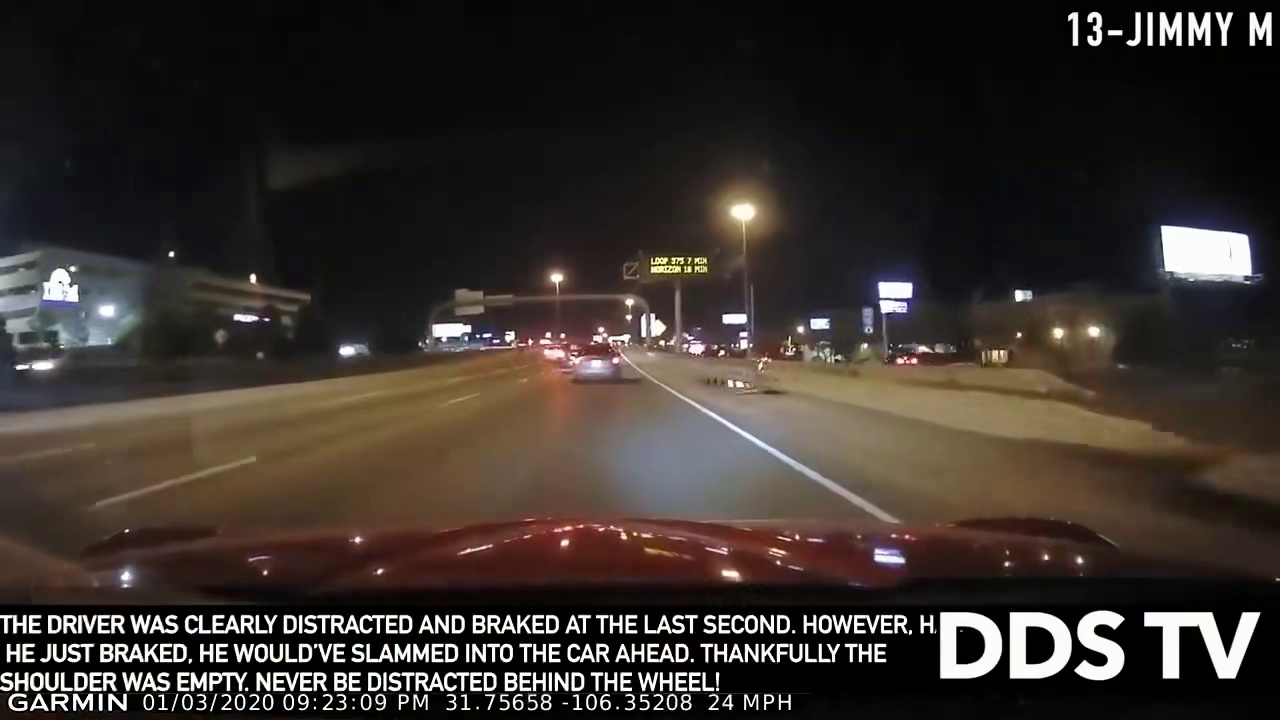 13-JIMMY M
LOOP 375 7 MIN
HORIZON 18 MIN
THE DRIVER WAS CLEARLY DISTRACTED AND BRAKED AT THE LAST SECOND. HOWEVER, H
HE JUST BRAKED, HE WOULD'VE SLAMMED INTO THE CAR AHEAD. THANKFULLY THE
SHOULDER WAS EMPTY. NEVER BE DISTRACTED BEHIND THE WHEEL!
DDS TV
GARMIN 01/03/2020 09:23:09 PM 31.75658 -106.35208 24 MPH